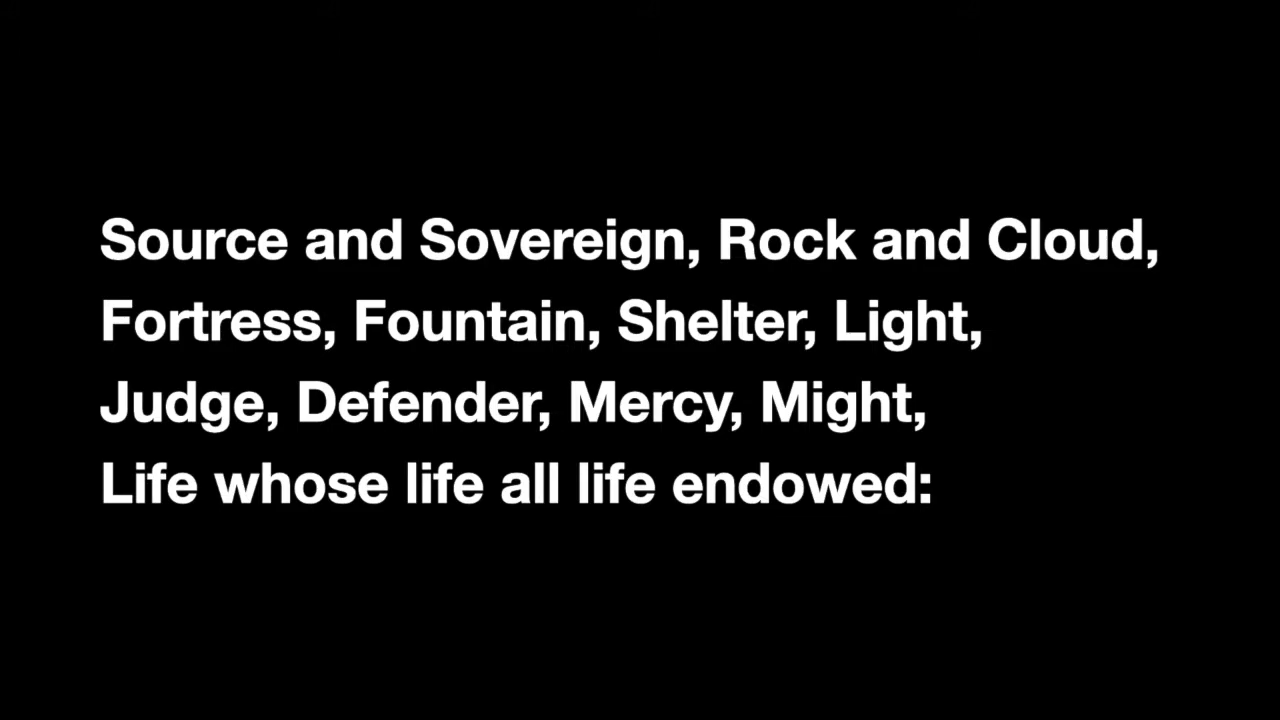 Source and Sovereign, Rock and Cloud,
Fortress, Fountain, Shelter, Light,
Judge, Defender, Mercy, Might,
Life whose life all life endowed: